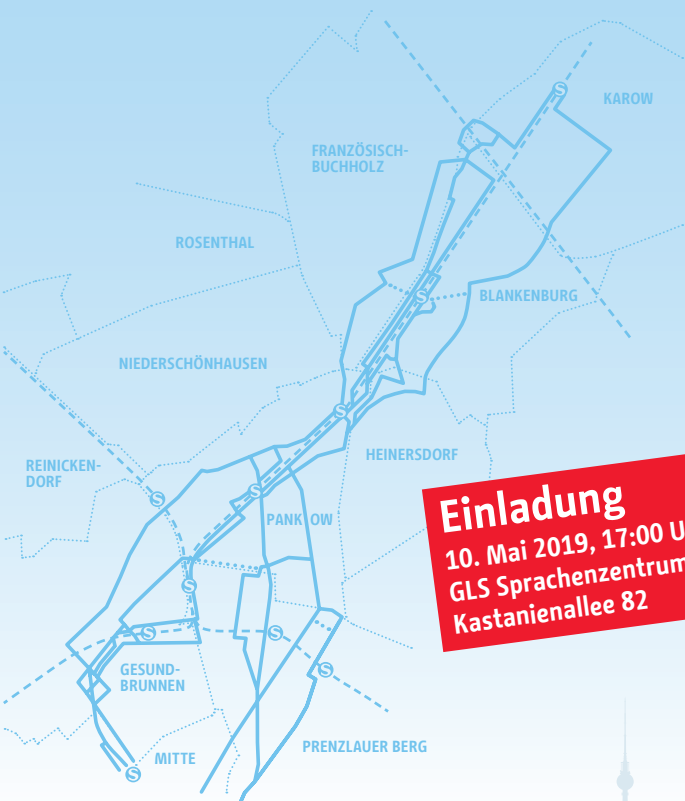 KAROW
FRANZÖSISCH-
BUCHHOLZ
ROSENTHAL
BLANKENBURG
NIEDERSCHÖNHAUSEN
HEINERSDORF
REINICKEN-
DORF
PANKOW
Einladung
10. Mai 2019, 17:00 U
GLS Sprachenzentrum
Kastanienallee 82
GESUND-
BRUNNEN
MITTE
PRENZLAUER BERG
S
S
S
S
S
S
S
S
S
S